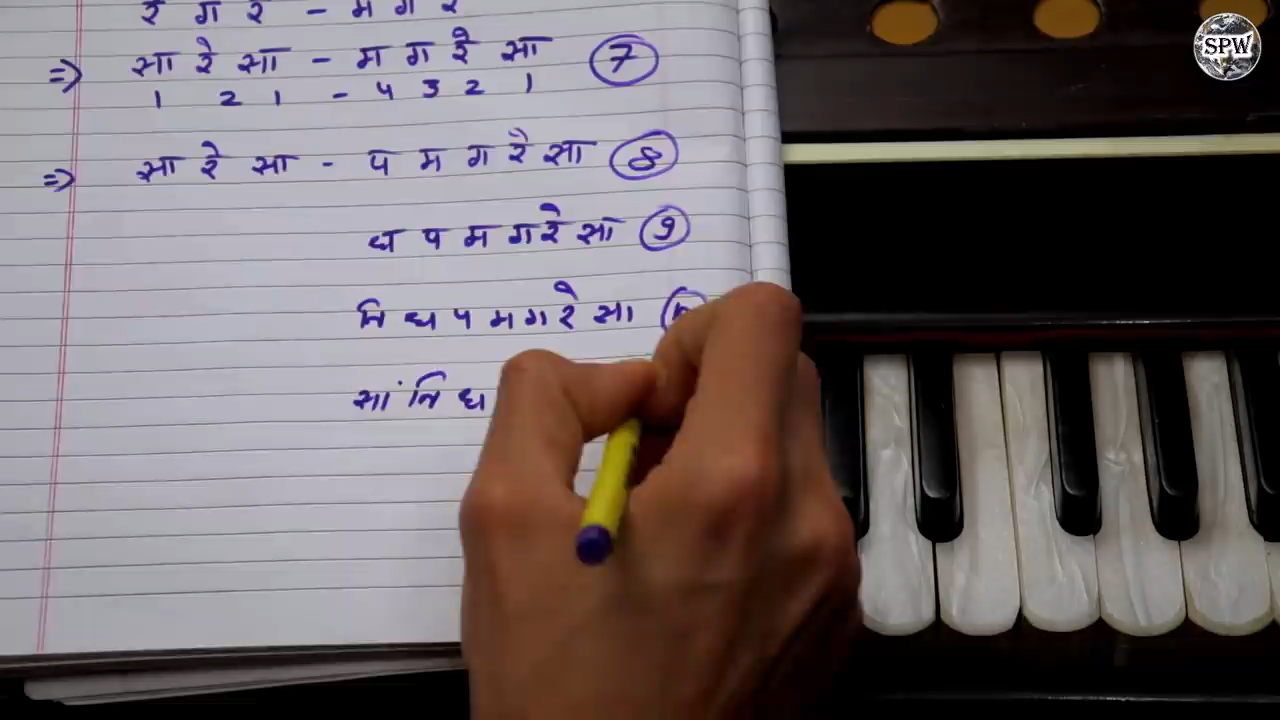 रे ग रे - म ग रे
=> सा रे सा - म ग रे सा (7)
1 2 1 - 4 3 2 1
=> सा रे सा - प म ग रे सा (8)
ध प म ग रे सा (9)
नि ध प म ग रे सा
सां नि ध
SPW